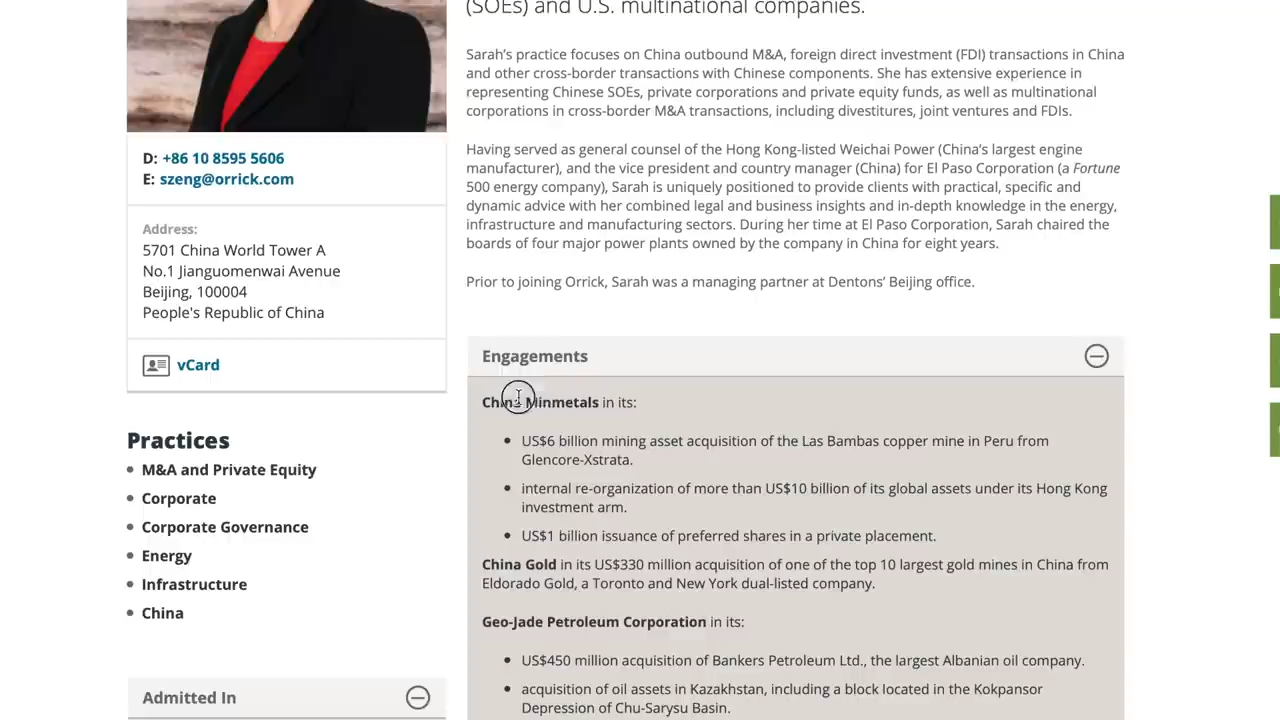 (SOEs) and U.S. multinational companies.
Sarah's practice focuses on China outbound M&A, foreign direct investment (FDI) transactions in China
and other cross-border transactions with Chinese components. She has extensive experience in
representing Chinese SOEs, private corporations and private equity funds, as well as multinational
corporations in cross-border M&A transactions, including divestitures, joint ventures and FDIs.
Having served as general counsel of the Hong Kong-listed Weichai Power (China's largest engine
manufacturer), and the vice president and country manager (China) for El Paso Corporation (a Fortune
500 energy company), Sarah is uniquely positioned to provide clients with practical, specific and
dynamic advice with her combined legal and business insights and in-depth knowledge in the energy,
infrastructure and manufacturing sectors. During her time at El Paso Corporation, Sarah chaired the
boards of four major power plants owned by the company in China for eight years.
Prior to joining Orrick, Sarah was a managing partner at Dentons' Beijing office.
D: +86 10 8595 5606
E: szeng@orrick.com
Address:
5701 China World Tower A
No.1 Jianguomenwai Avenue
Beijing, 100004
People's Republic of China
vCard
Practices
M&A and Private Equity
Corporate
Corporate Governance
Energy
Infrastructure
China
Admitted In
Engagements
China Minmetals in its:
US$6 billion mining asset acquisition of the Las Bambas copper mine in Peru from
Glencore-Xstrata.
internal re-organization of more than US$10 billion of its global assets under its Hong Kong
investment arm.
US$1 billion issuance of preferred shares in a private placement.
China Gold in its US$330 million acquisition of one of the top 10 largest gold mines in China from
Eldorado Gold, a Toronto and New York dual-listed company.
Geo-Jade Petroleum Corporation in its:
US$450 million acquisition of Bankers Petroleum Ltd., the largest Albanian oil company.
acquisition of oil assets in Kazakhstan, including a block located in the Kokpansor
Depression of Chu-Sarysu Basin.